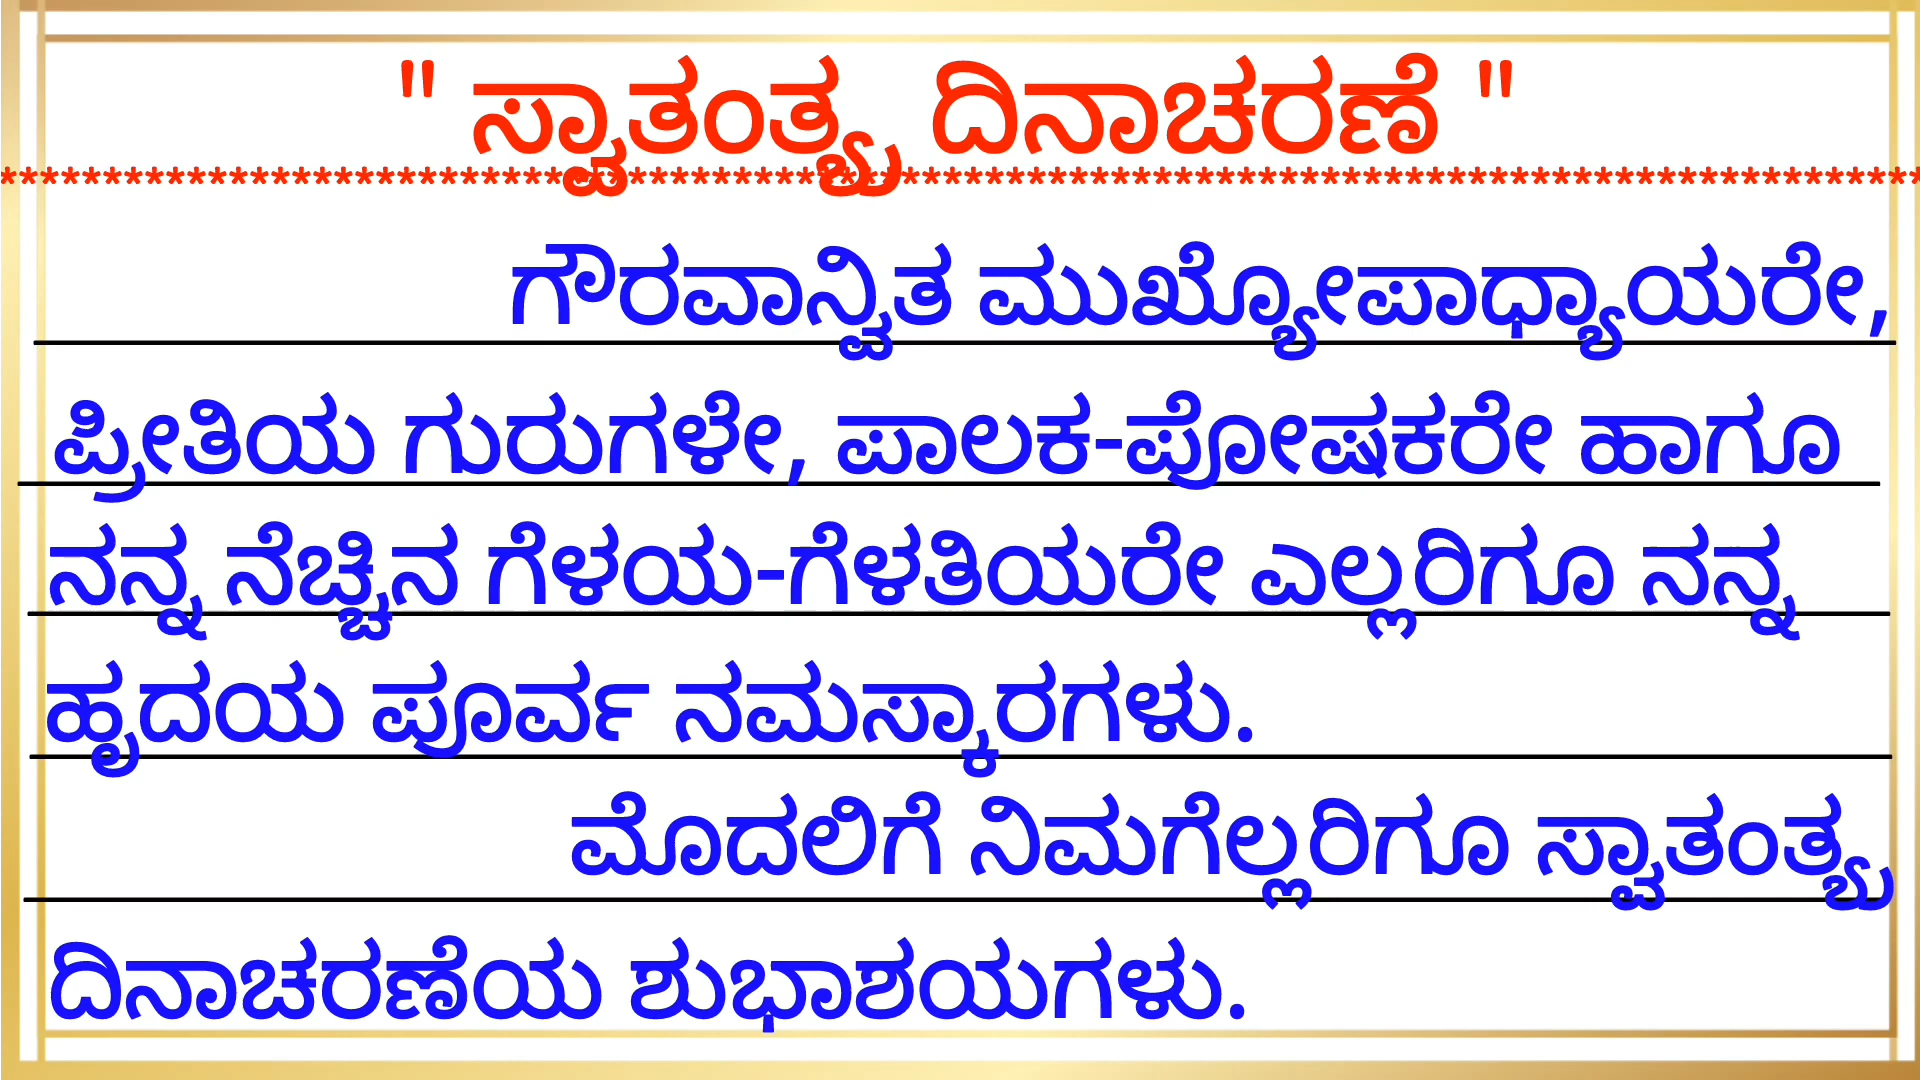 " ಸ್ವಾತಂತ್ರ್ಯ ದಿನಾಚರಣೆ "
*******************************************************************************************
ಗೌರವಾನ್ವಿತ ಮುಖ್ಯೋಪಾಧ್ಯಾಯರೇ,
ಪ್ರೀತಿಯ ಗುರುಗಳೇ, ಪಾಲಕ-ಪೋಷಕರೇ ಹಾಗೂ
ನನ್ನ ನೆಚ್ಚಿನ ಗೆಳಯ-ಗೆಳತಿಯರೇ ಎಲ್ಲರಿಗೂ ನನ್ನ
ಹೃದಯ ಪೂರ್ವ ನಮಸ್ಕಾರಗಳು.
ಮೊದಲಿಗೆ ನಿಮಗೆಲ್ಲರಿಗೂ ಸ್ವಾತಂತ್ರ್ಯ
ದಿನಾಚರಣೆಯ ಶುಭಾಶಯಗಳು.